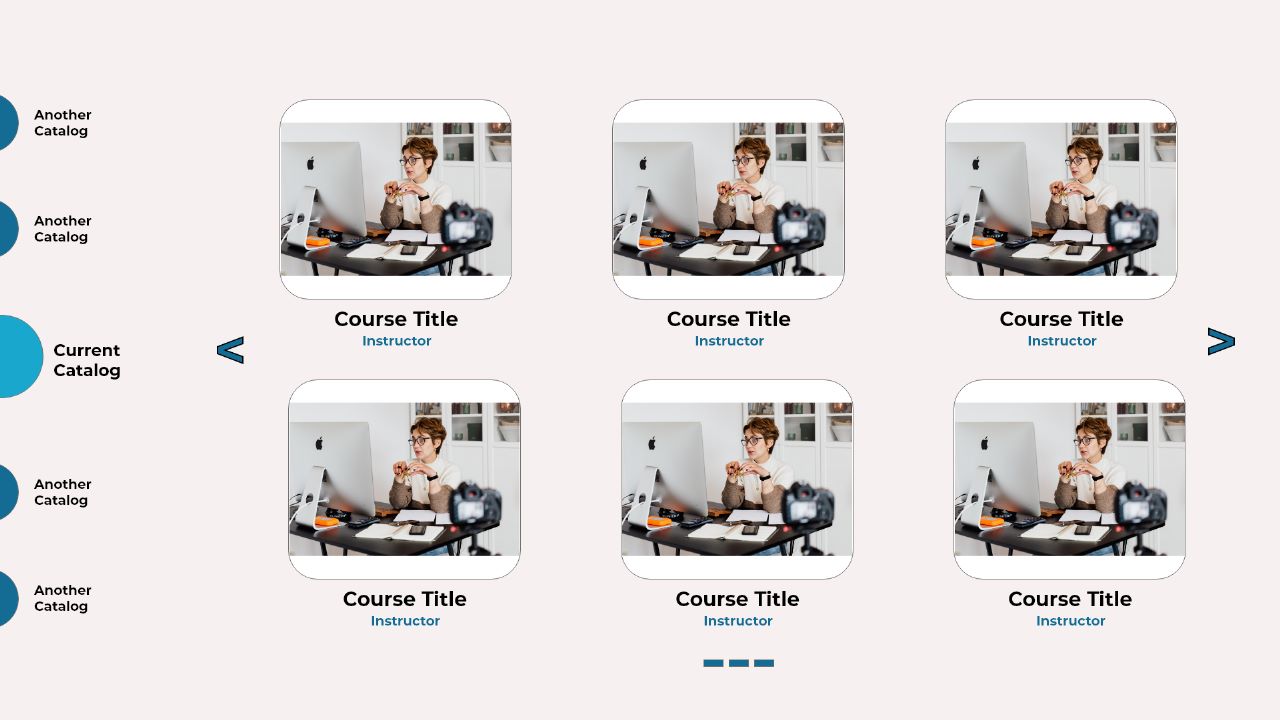 Another
Catalog
Another
Catalog
Current
Catalog
Another
Catalog
Another
Catalog
<
>
Course Title
Instructor
Course Title
Instructor
Course Title
Instructor
Course Title
Instructor
Course Title
Instructor
Course Title
Instructor